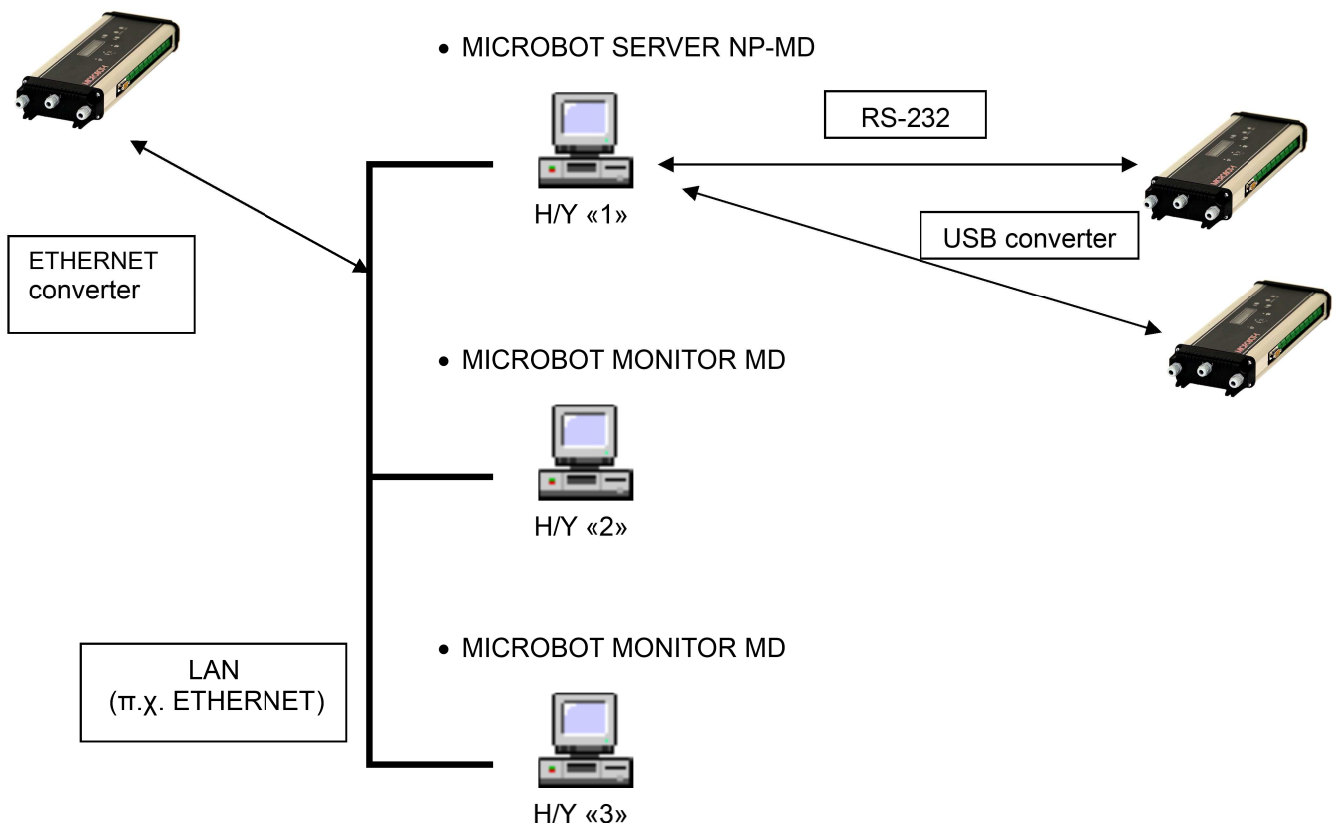 • MICROBOT SERVER NP-MD
RS-232
Η/Υ «1»
USB converter
ETHERNET
converter
• MICROBOT MONITOR MD
Η/Υ «2»
• MICROBOT MONITOR MD
LAN
(π.χ. ETHERNET)
Η/Υ «3»